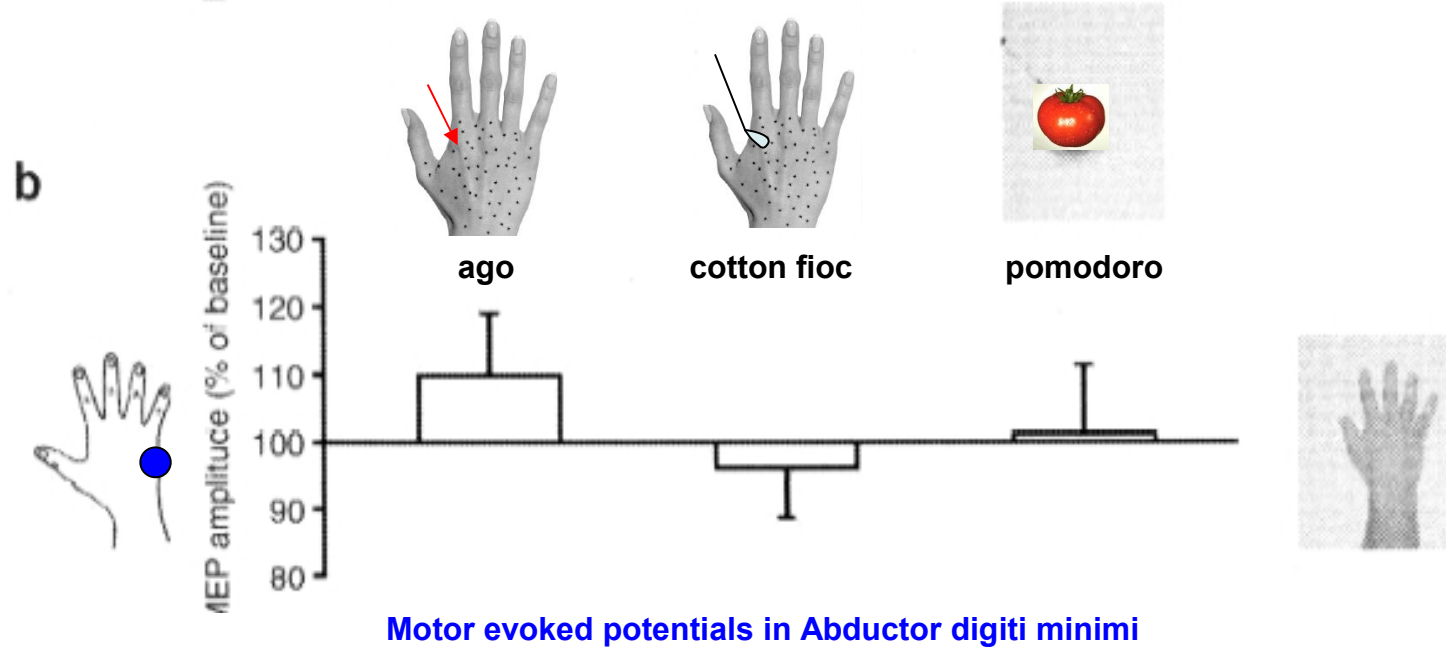 b
ago
cotton fioc
pomodoro
MEP amplituce (% of baseline)
130
120
110
100
90
80
Motor evoked potentials in Abductor digiti minimi